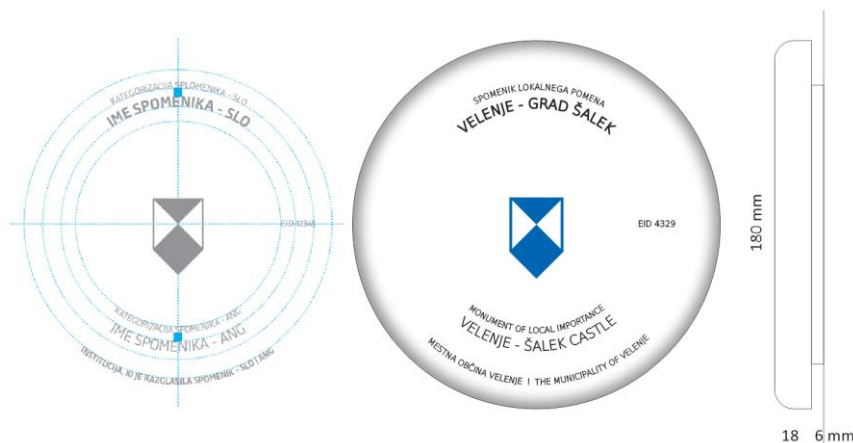 KATEGORIZACIJA SPLOMENIKA - SLO
IME SPOMENIKA - SLO
EID 12345
KATEGORIZACIJA SPOMENIKA - ANG
IME SPOMENIKA - ANG
INSTITUCIJA, KI JE RAZGLASILA SPOMENIK - SLO I ANG
SPOMENIK LOKALNEGA POMENA
VELENJE - GRAD ŠALEK
EID 4329
MONUMENT OF LOCAL IMPORTANCE
VELENJE - ŠALEK CASTLE
MESTNA OBČINA VELENJE I THE MUNICIPALITY OF VELENJE
180 mm
18 6 mm